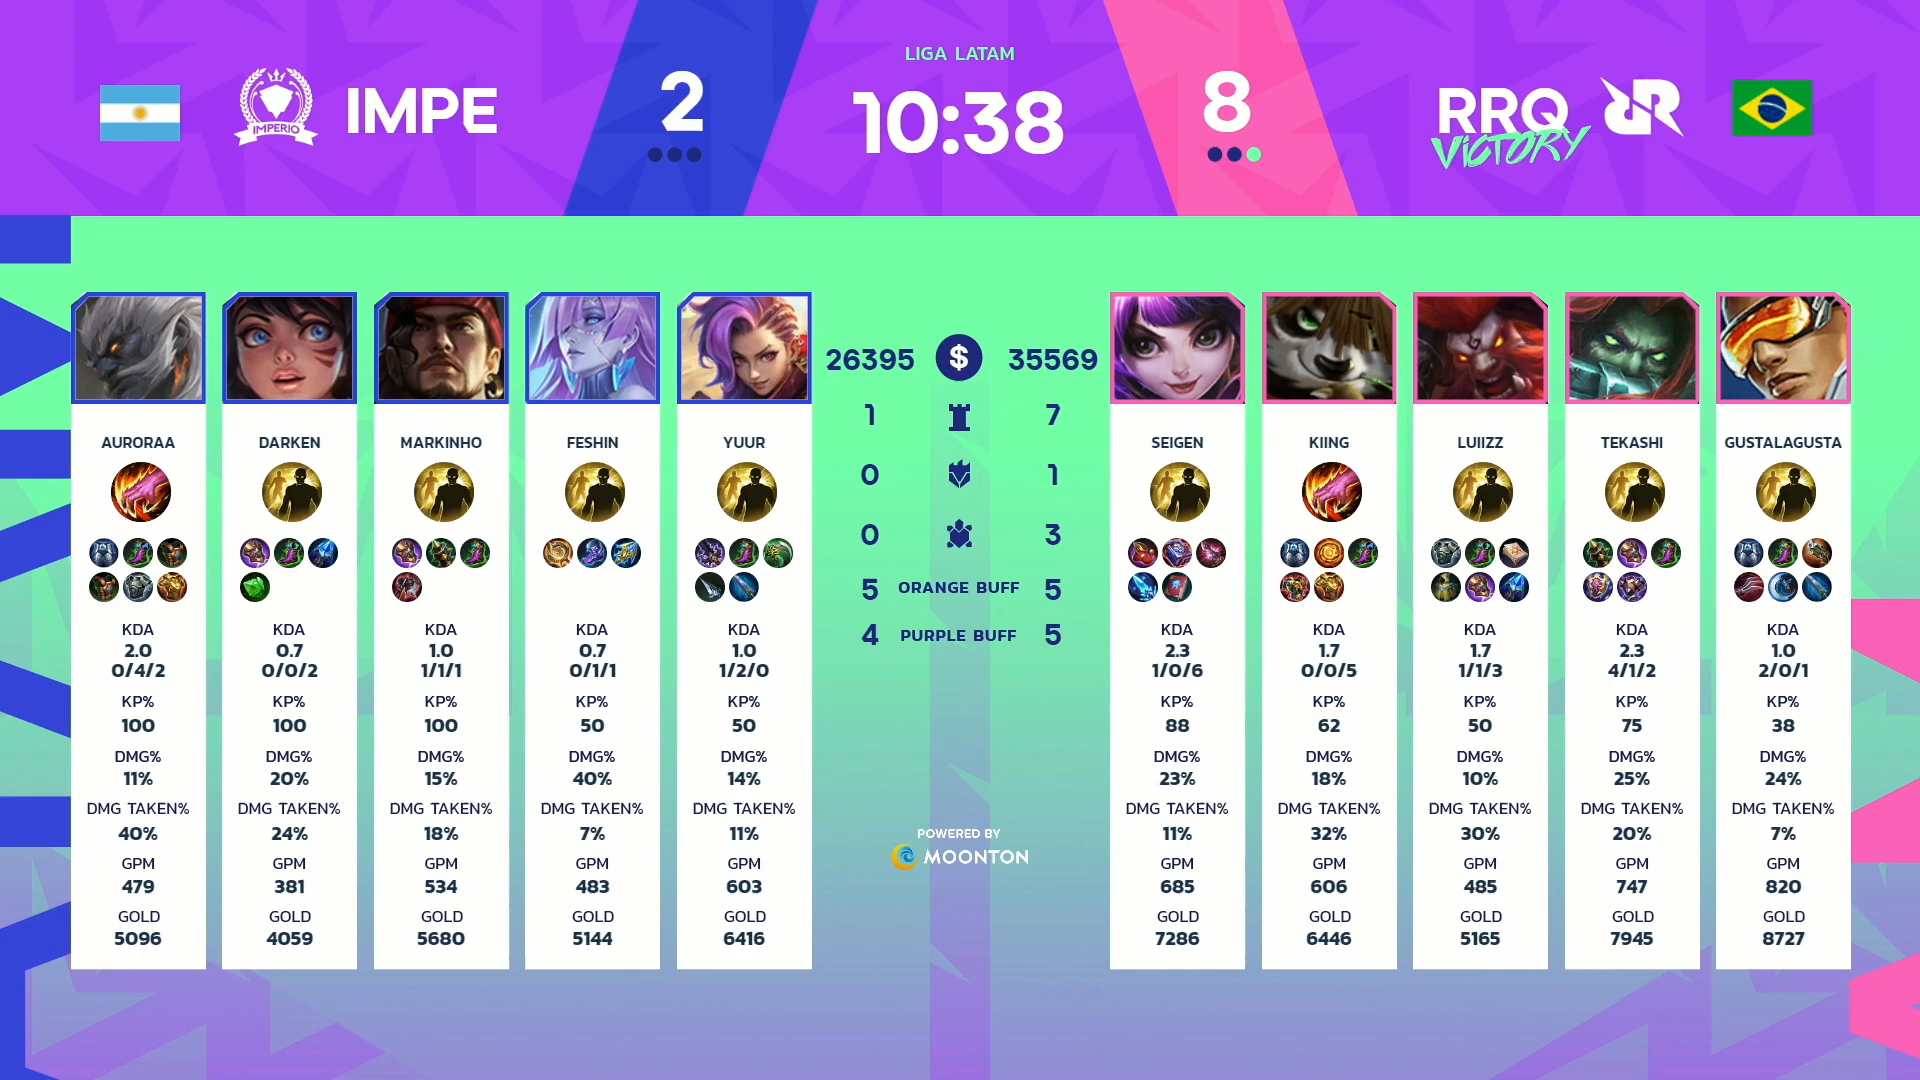 LIGA LATAM
IMPERIO
IMPE
2
10:38
8
RRQ
VICTORY
26395 $ 35569
1 7
0 1
0 3
5 ORANGE BUFF 5
4 PURPLE BUFF 5
POWERED BY
MOONTON
AURORAA
KDA
2.0
0/4/2
KP%
100
DMG%
11%
DMG TAKEN%
40%
GPM
479
GOLD
5096
DARKEN
KDA
0.7
0/0/2
KP%
100
DMG%
20%
DMG TAKEN%
24%
GPM
381
GOLD
4059
MARKINHO
KDA
1.0
1/1/1
KP%
100
DMG%
15%
DMG TAKEN%
18%
GPM
534
GOLD
5680
FESHIN
KDA
0.7
0/1/1
KP%
50
DMG%
40%
DMG TAKEN%
7%
GPM
483
GOLD
5144
YUUR
KDA
1.0
1/2/0
KP%
50
DMG%
14%
DMG TAKEN%
11%
GPM
603
GOLD
6416
SEIGEN
KDA
2.3
1/0/6
KP%
88
DMG%
23%
DMG TAKEN%
11%
GPM
685
GOLD
7286
KIING
KDA
1.7
0/0/5
KP%
62
DMG%
18%
DMG TAKEN%
32%
GPM
606
GOLD
6446
LUIIZZ
KDA
1.7
1/1/3
KP%
50
DMG%
10%
DMG TAKEN%
30%
GPM
485
GOLD
5165
TEKASHI
KDA
2.3
4/1/2
KP%
75
DMG%
25%
DMG TAKEN%
20%
GPM
747
GOLD
7945
GUSTALAGUSTA
KDA
1.0
2/0/1
KP%
38
DMG%
24%
DMG TAKEN%
7%
GPM
820
GOLD
8727